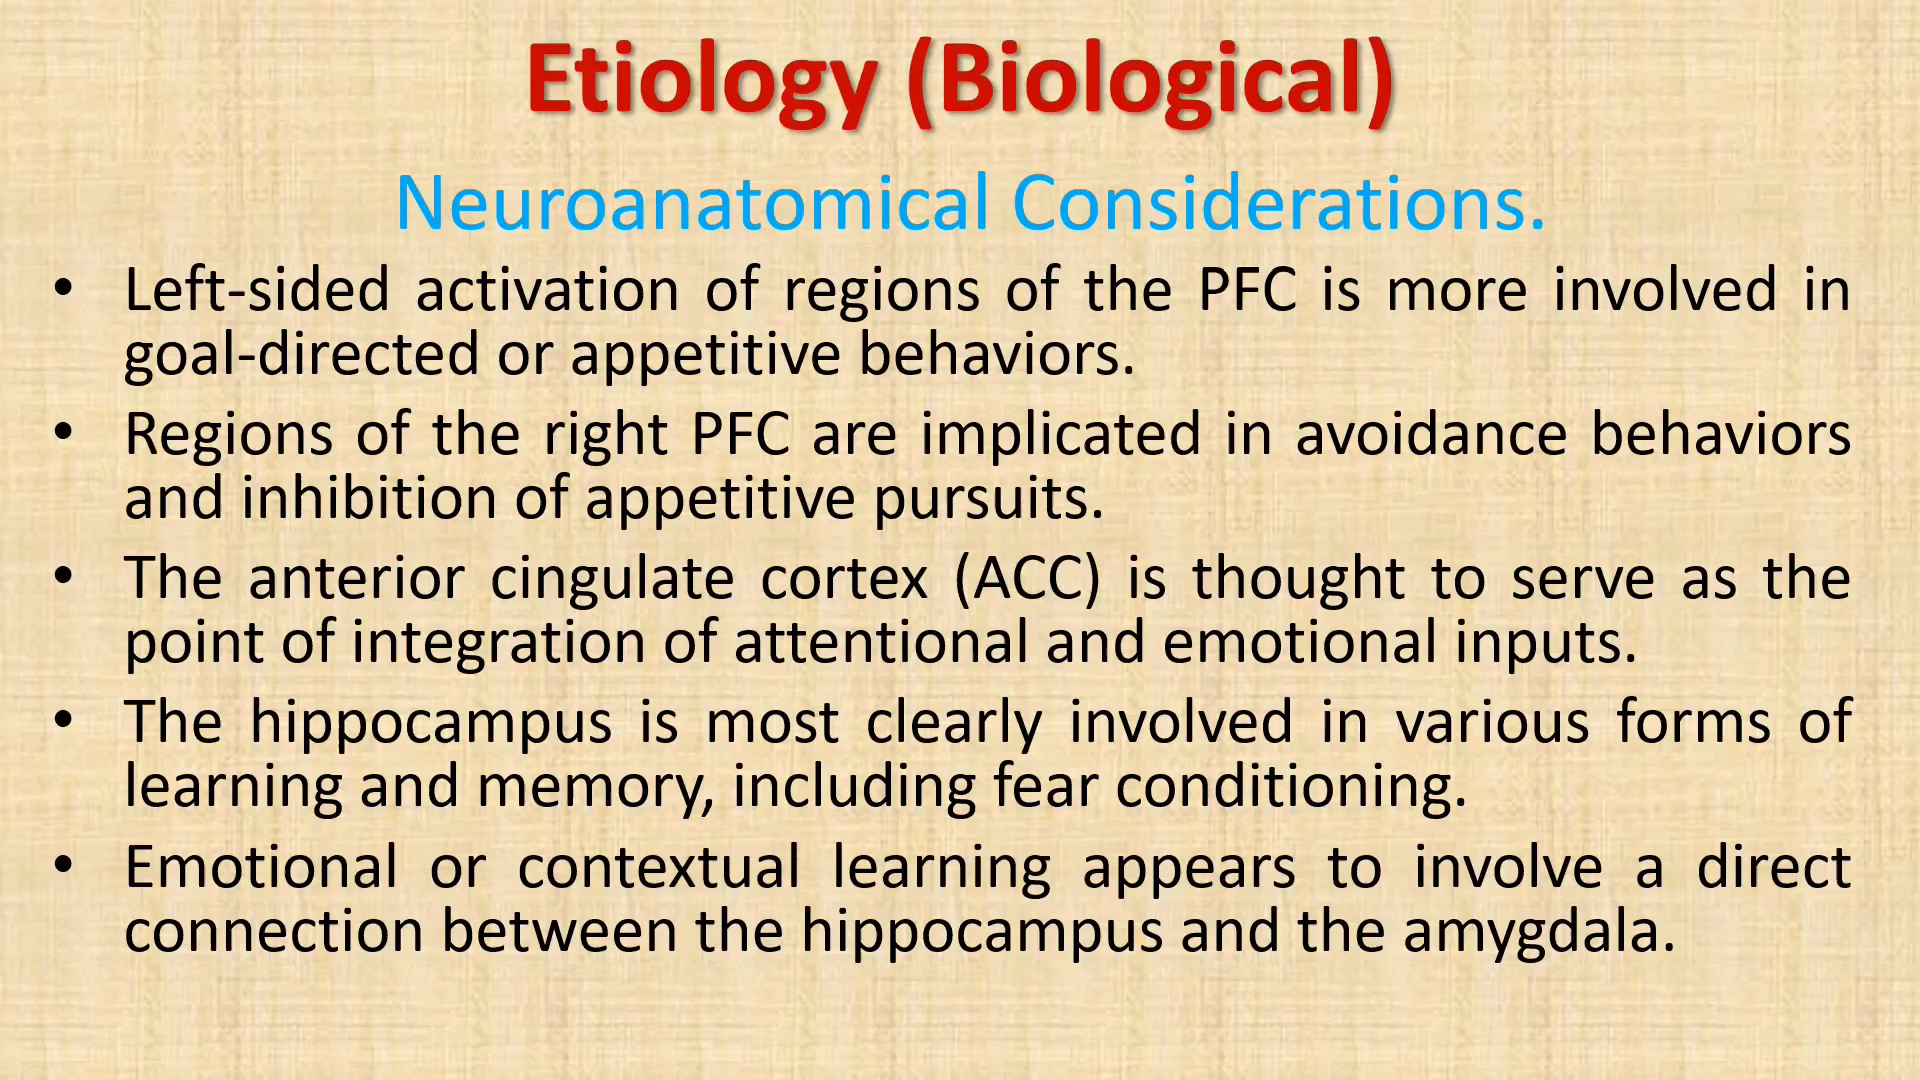 Etiology (Biological)
Neuroanatomical Considerations.
• Left-sided activation of regions of the PFC is more involved in
goal-directed or appetitive behaviors.
• Regions of the right PFC are implicated in avoidance behaviors
and inhibition of appetitive pursuits.
• The anterior cingulate cortex (ACC) is thought to serve as the
point of integration of attentional and emotional inputs.
• The hippocampus is most clearly involved in various forms of
learning and memory, including fear conditioning.
• Emotional or contextual learning appears to involve a direct
connection between the hippocampus and the amygdala.